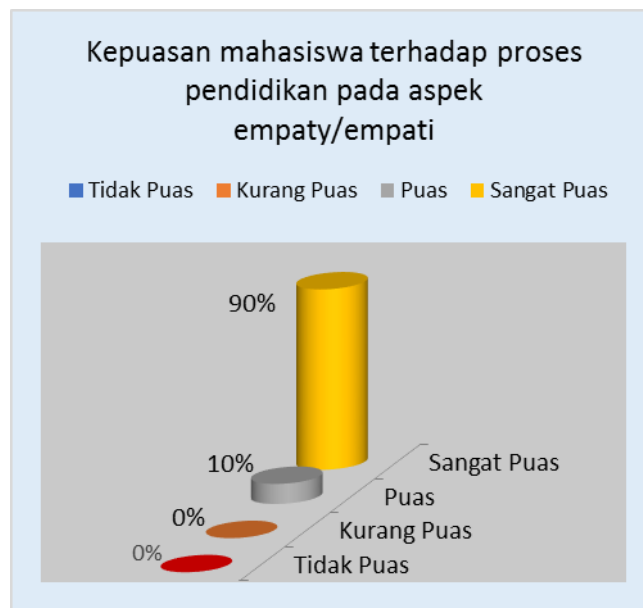 Kepuasan mahasiswa terhadap proses
pendidikan pada aspek
empaty/empati
Tidak Puas Kurang Puas Puas Sangat Puas
90%
10%
0%
0%
Sangat Puas
Puas
Kurang Puas
Tidak Puas